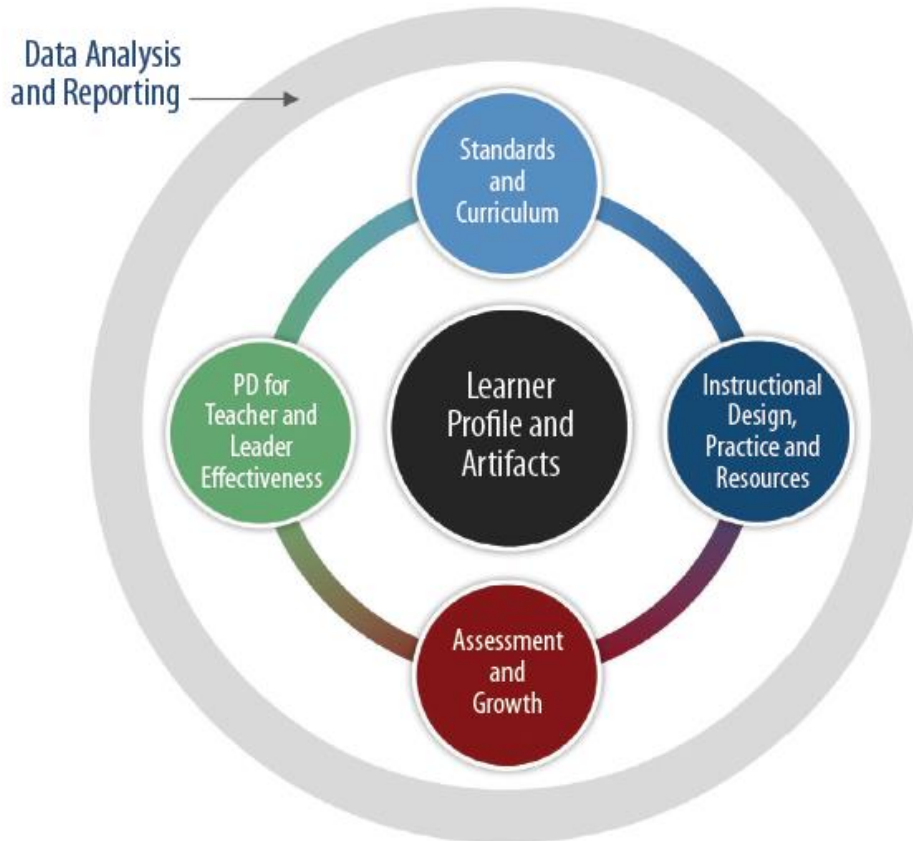 Data Analysis
and Reporting
Standards
and
Curriculum
PD for
Teacher and
Leader
Effectiveness
Learner
Profile and
Artifacts
Instructional
Design,
Practice and
Resources
Assessment
and
Growth